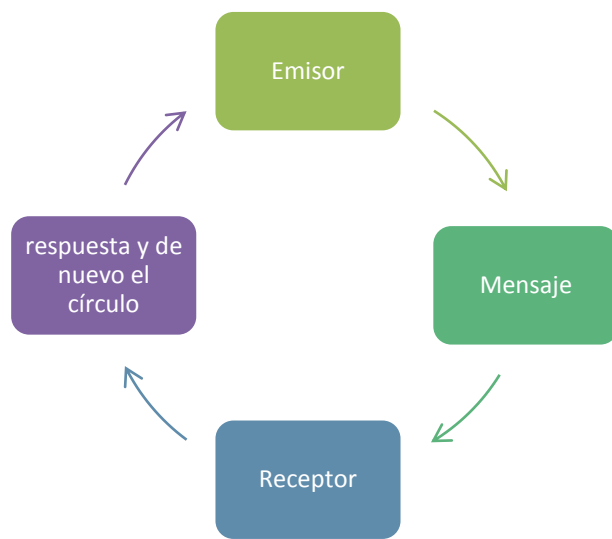 Emisor
Mensaje
Receptor
respuesta y de
nuevo el
círculo